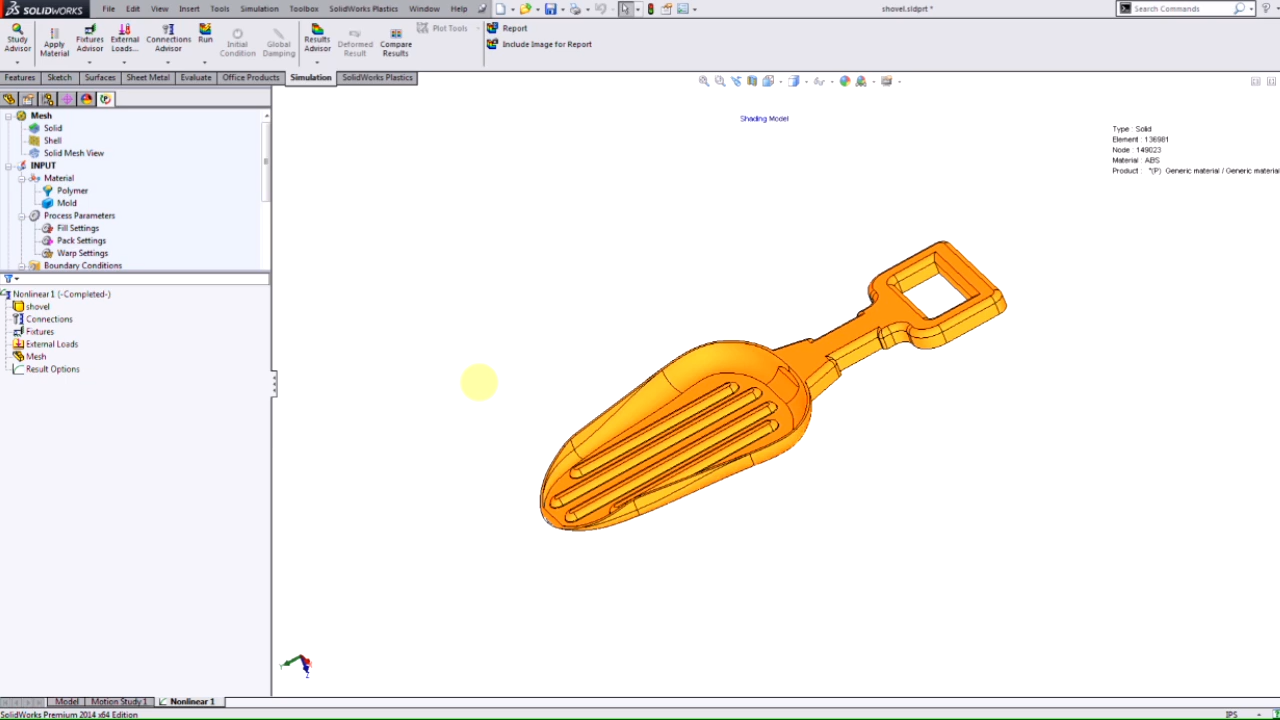 SOLIDWORKS File Edit View Insert Tools Simulation Toolbox SolidWorks Plastics Window Help shovel.sldprt * Search Commands
Study Advisor
Apply Material
Fixtures Advisor
External Loads...
Connections Advisor
Run
Initial Condition
Global Damping
Results Advisor
Deformed Result
Compare Results
Plot Tools
Report
Include Image for Report
Features Sketch Surfaces Sheet Metal Evaluate Office Products Simulation SolidWorks Plastics
Mesh
Solid
Shell
Solid Mesh View
INPUT
Material
Polymer
Mold
Process Parameters
Fill Settings
Pack Settings
Warp Settings
Boundary Conditions
Nonlinear 1 (-Completed-)
shovel
Connections
Fixtures
External Loads
Mesh
Result Options
Shading Model
Type : Solid
Element : 136981
Node : 149023
Material : ABS
Product : *(P) Generic material / Generic material
Y
Z
Model Motion Study 1 Nonlinear 1
SolidWorks Premium 2014 x64 Edition IPS